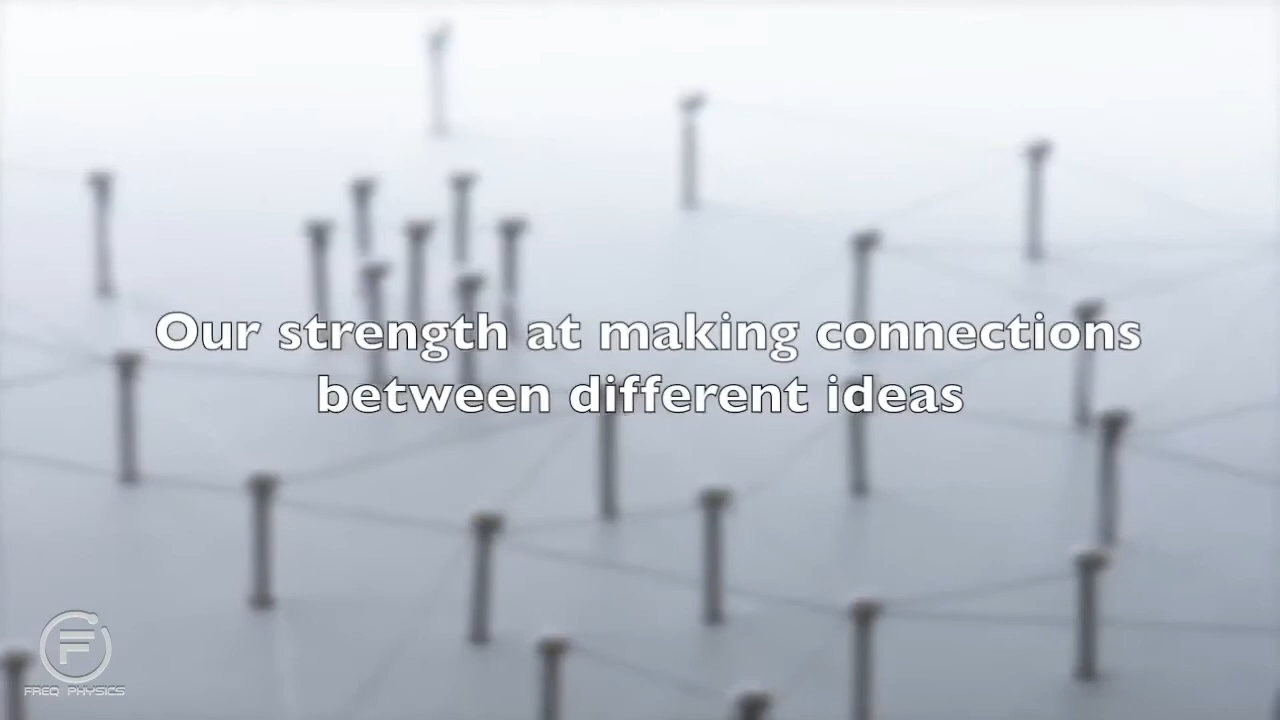 Our strength at making connections
between different ideas
FREQ PHYSICS